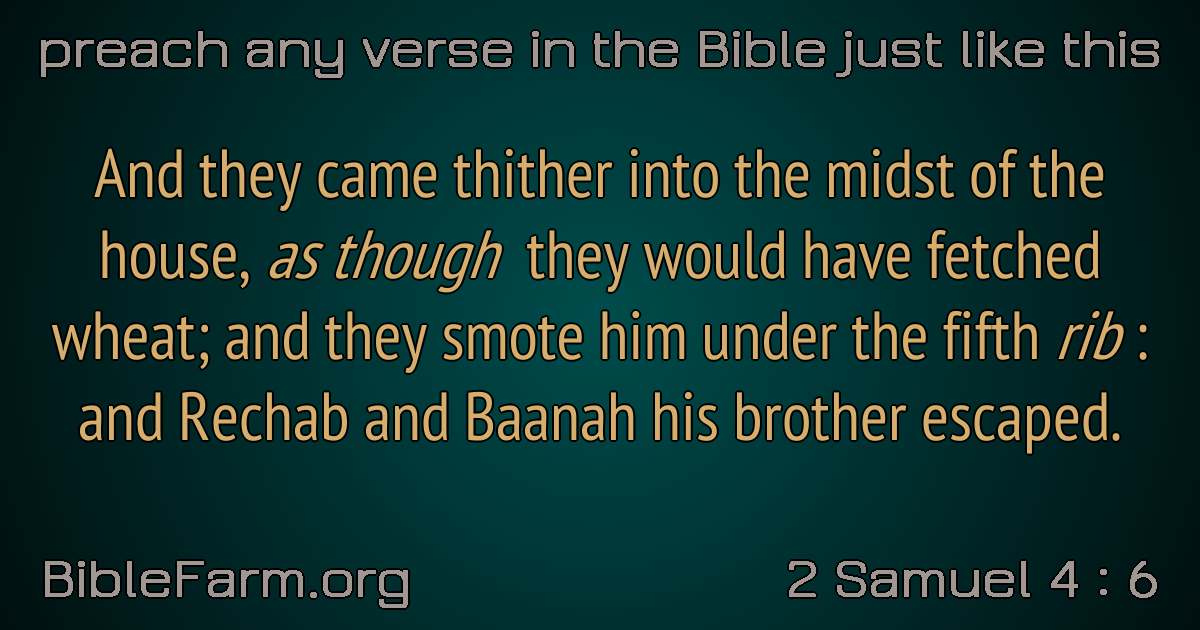 preach any verse in the Bible just like this
And they came thither into the midst of the
house, as though they would have fetched
wheat; and they smote him under the fifth rib :
and Rechab and Baanah his brother escaped.
BibleFarm.org
2 Samuel 4 : 6